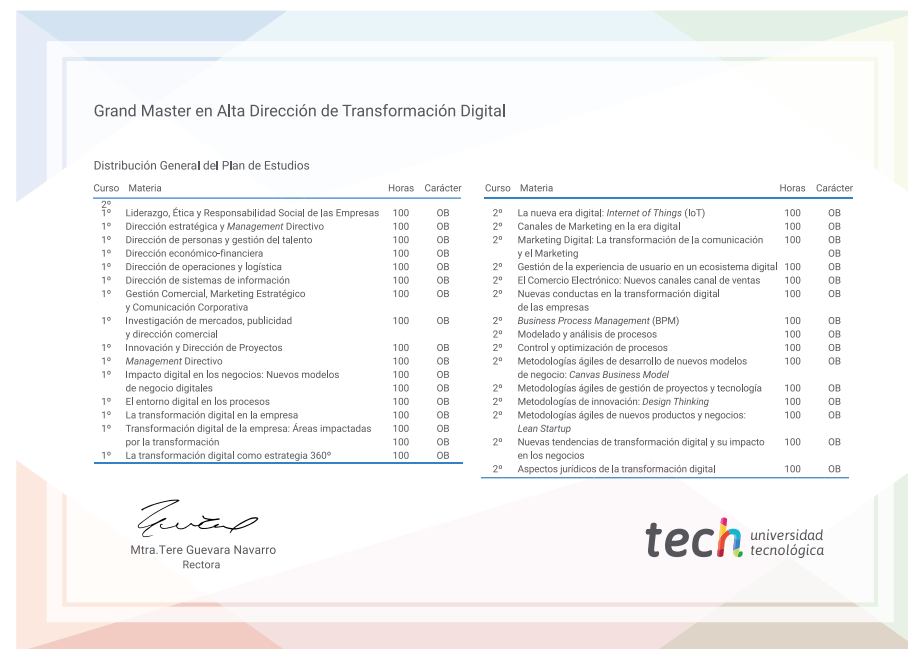 Grand Master en Alta Dirección de Transformación Digital
Distribución General del Plan de Estudios
Curso Materia Horas Carácter
2º
1º Liderazgo, Ética y Responsabilidad Social de las Empresas 100 OB
1º Dirección estratégica y Management Directivo 100 OB
1º Dirección de personas y gestión del talento 100 OB
1º Dirección económico-financiera 100 OB
1º Dirección de operaciones y logística 100 OB
1º Dirección de sistemas de información 100 OB
1º Gestión Comercial, Marketing Estratégico 100 OB
y Comunicación Corporativa
1º Investigación de mercados, publicidad 100 OB
y dirección comercial
1º Innovación y Dirección de Proyectos 100 OB
1º Management Directivo 100 OB
1º Impacto digital en los negocios: Nuevos modelos 100 OB
de negocio digitales 100 OB
1º El entorno digital en los procesos 100 OB
1º La transformación digital en la empresa 100 OB
1º Transformación digital de la empresa: Áreas impactadas 100 OB
por la transformación 100 OB
1º La transformación digital como estrategia 360º 100 OB
Curso Materia Horas Carácter
2º La nueva era digital: Internet of Things (IoT) 100 OB
2º Canales de Marketing en la era digital 100 OB
2º Marketing Digital: La transformación de la comunicación 100 OB
y el Marketing OB
2º Gestión de la experiencia de usuario en un ecosistema digital 100 OB
2º El Comercio Electrónico: Nuevos canales canal de ventas 100 OB
2º Nuevas conductas en la transformación digital 100 OB
de las empresas
2º Business Process Management (BPM) 100 OB
2º Modelado y análisis de procesos 100 OB
2º Control y optimización de procesos 100 OB
2º Metodologías ágiles de desarrollo de nuevos modelos 100 OB
de negocio: Canvas Business Model
2º Metodologías ágiles de gestión de proyectos y tecnología 100 OB
2º Metodologías de innovación: Design Thinking 100 OB
2º Metodologías ágiles de nuevos productos y negocios: 100 OB
Lean Startup
2º Nuevas tendencias de transformación digital y su impacto 100 OB
en los negocios
2º Aspectos jurídicos de la transformación digital 100 OB
Mtra.Tere Guevara Navarro
Rectora
tech universidad
tecnológica